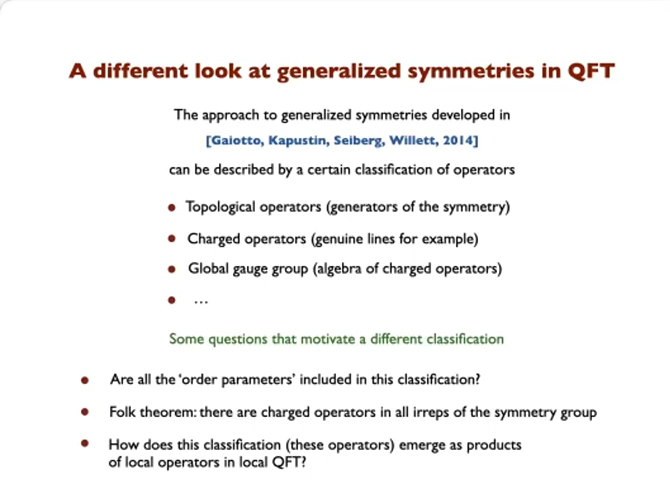 A different look at generalized symmetries in QFT
The approach to generalized symmetries developed in
[Gaiotto, Kapustin, Seiberg, Willett, 2014]
can be described by a certain classification of operators
• Topological operators (generators of the symmetry)
• Charged operators (genuine lines for example)
• Global gauge group (algebra of charged operators)
• ...
Some questions that motivate a different classification
• Are all the ‘order parameters’ included in this classification?
• Folk theorem: there are charged operators in all irreps of the symmetry group
• How does this classification (these operators) emerge as products
of local operators in local QFT?